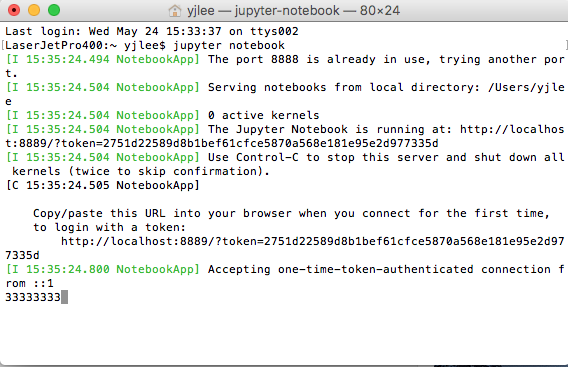 yjlee — jupyter-notebook — 80×24
Last login: Wed May 24 15:33:37 on ttys002
[LaserJetPro400:~ yjlee$ jupyter notebook ]
[I 15:35:24.494 NotebookApp] The port 8888 is already in use, trying another por
t.
[I 15:35:24.504 NotebookApp] Serving notebooks from local directory: /Users/yjle
e
[I 15:35:24.504 NotebookApp] 0 active kernels
[I 15:35:24.504 NotebookApp] The Jupyter Notebook is running at: http://localhos
t:8889/?token=2751d22589d8b1bef61cfce5870a568e181e95e2d977335d
[I 15:35:24.504 NotebookApp] Use Control-C to stop this server and shut down all
 kernels (twice to skip confirmation).
[C 15:35:24.505 NotebookApp]
    Copy/paste this URL into your browser when you connect for the first time,
    to login with a token:
        http://localhost:8889/?token=2751d22589d8b1bef61cfce5870a568e181e95e2d97
7335d
[I 15:35:24.800 NotebookApp] Accepting one-time-token-authenticated connection f
rom ::1
33333333